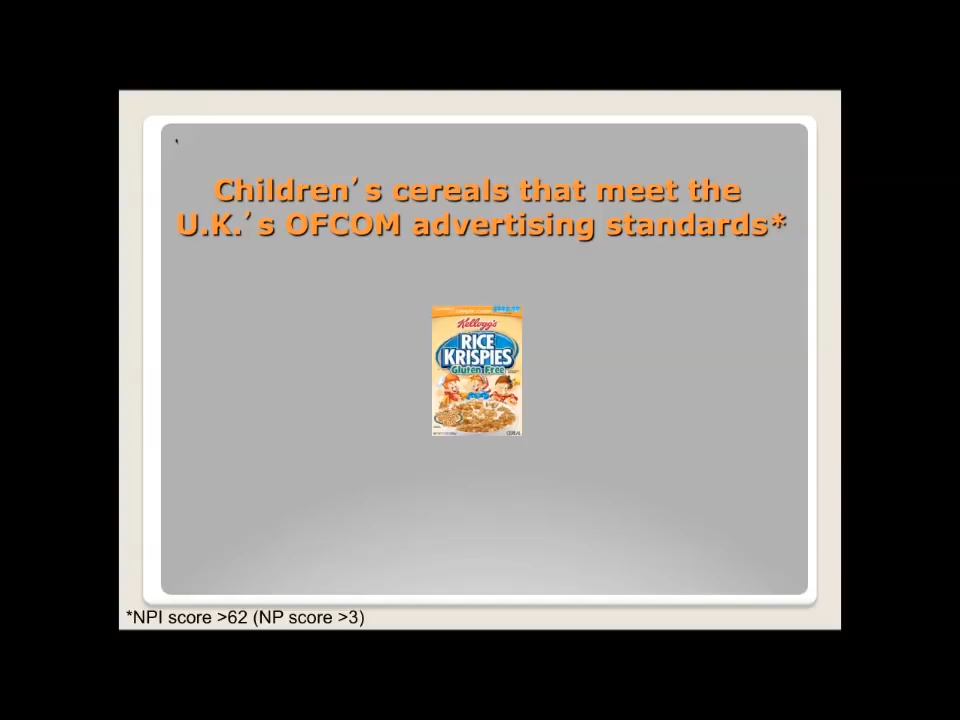 Children’s cereals that meet the
U.K.’s OFCOM advertising standards*
Kellogg's
RICE
KRISPIES
Gluten Free
CEREAL
*NPI score >62 (NP score >3)